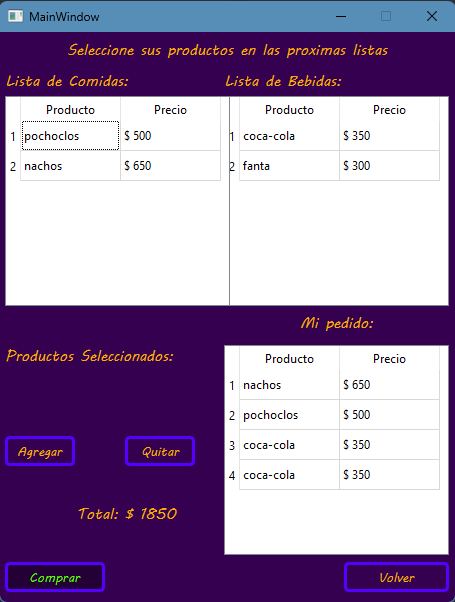 MainWindow
Seleccione sus productos en las proximas listas
Lista de Comidas:
Lista de Bebidas:
Producto Precio
1 pochoclos $ 500
2 nachos $ 650
Producto Precio
1 coca-cola $ 350
2 fanta $ 300
Mi pedido:
Productos Seleccionados:
Producto Precio
1 nachos $ 650
2 pochoclos $ 500
3 coca-cola $ 350
4 coca-cola $ 350
Agregar
Quitar
Total: $ 1850
Comprar
Volver